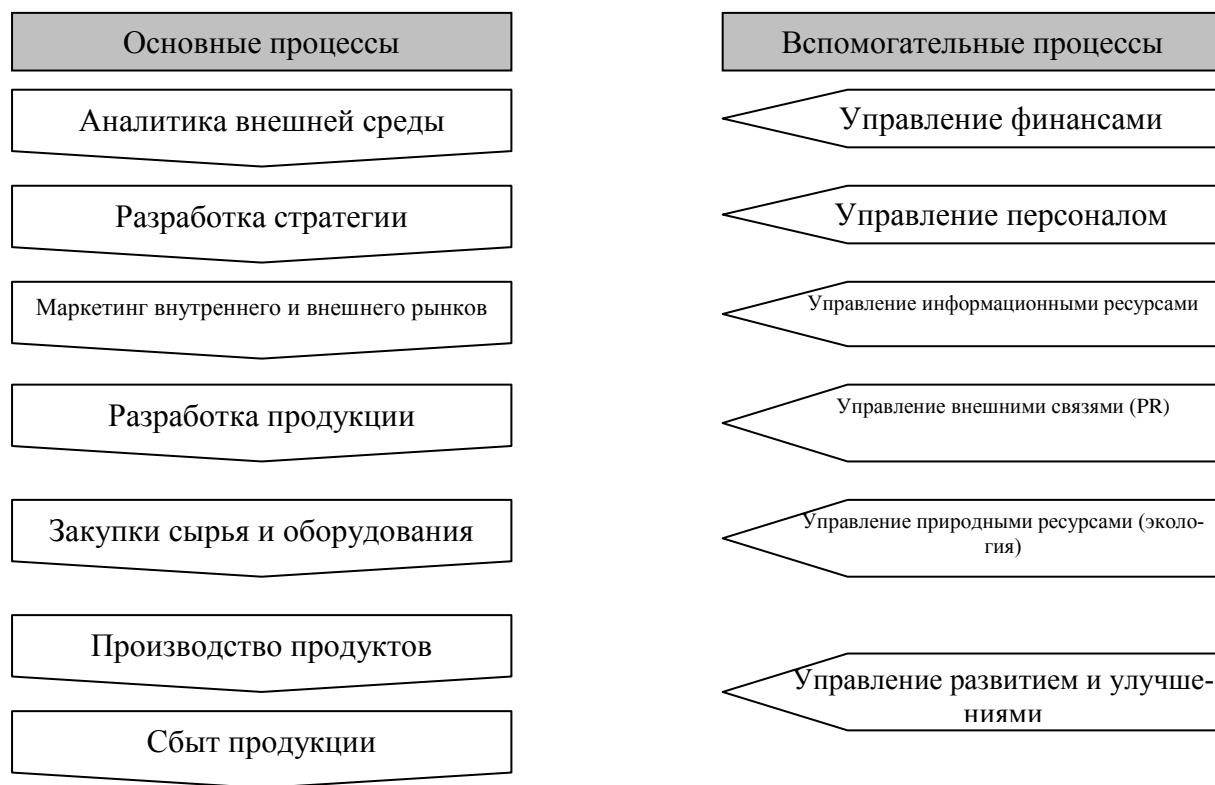 Основные процессы
Аналитика внешней среды
Разработка стратегии
Маркетинг внутреннего и внешнего рынков
Разработка продукции
Закупки сырья и оборудования
Производство продуктов
Сбыт продукции
Вспомогательные процессы
Управление финансами
Управление персоналом
Управление информационными ресурсами
Управление внешними связями (PR)
Управление природными ресурсами (эколо-
гия)
Управление развитием и улучше-
ниями